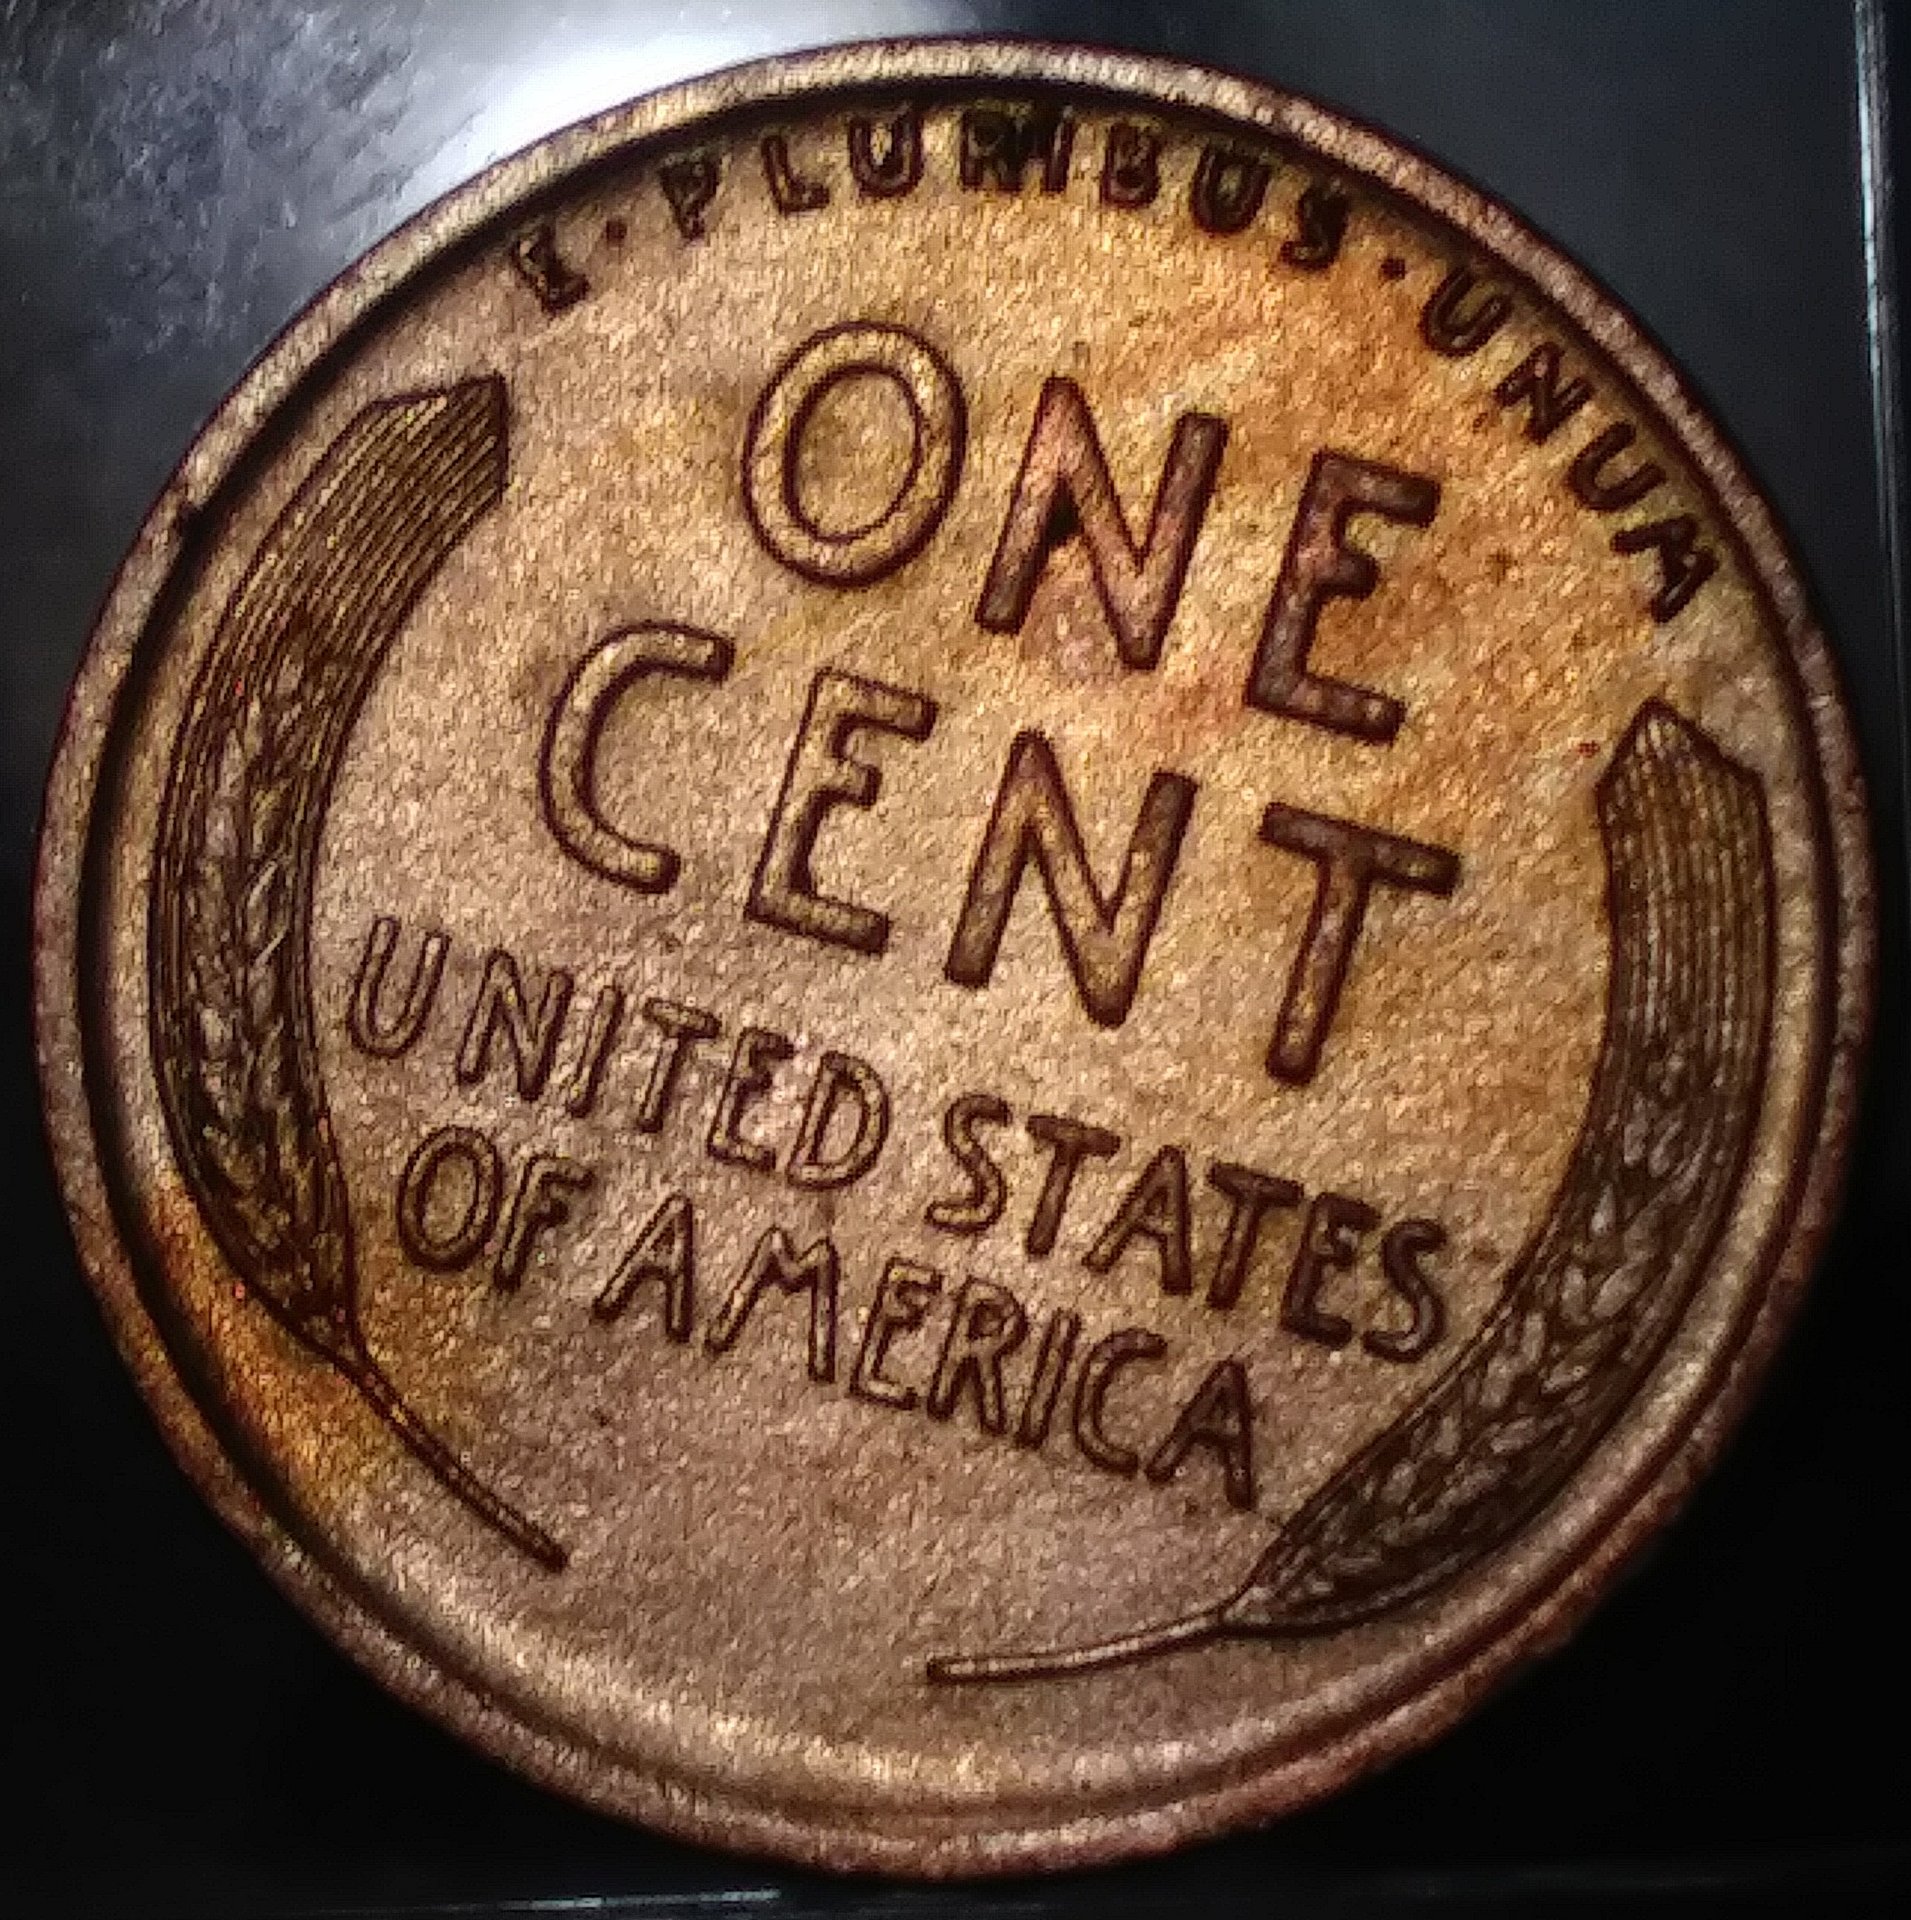 E·PLURIBUS·UNUM
ONE
CENT
UNITED STATES
OF AMERICA